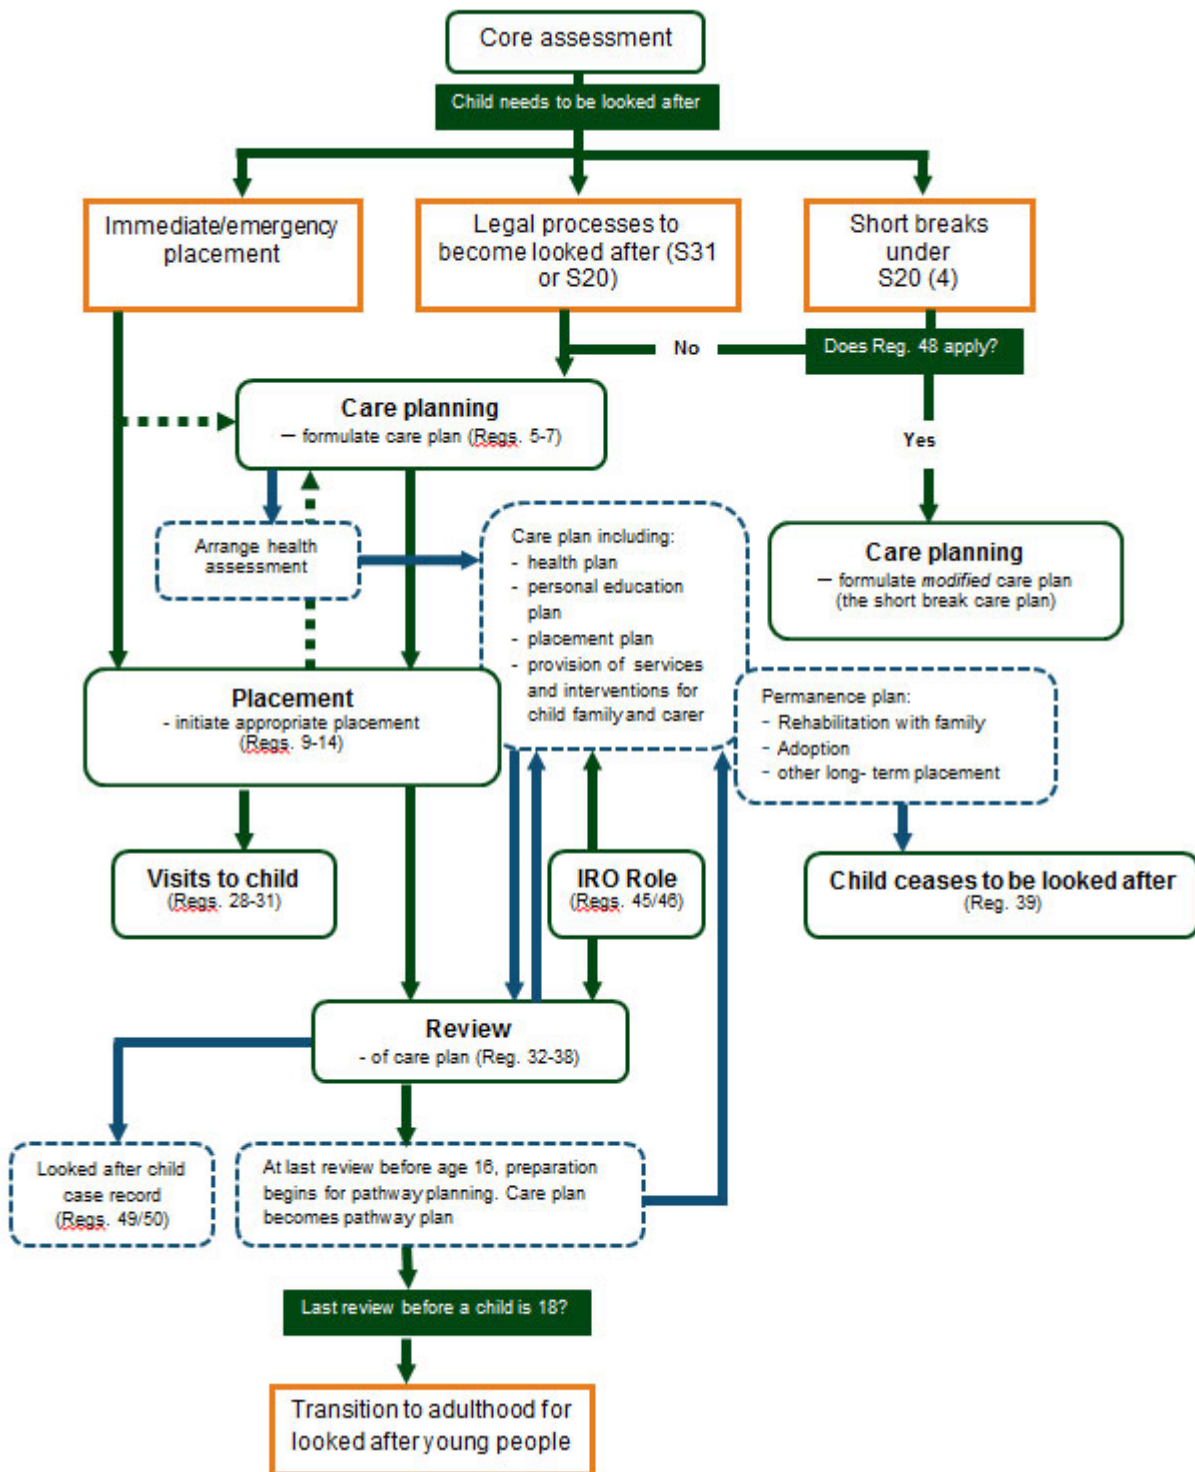 Core assessment
Child needs to be looked after
Immediate/emergency
placement
Legal processes to
become looked after (S31
or S20)
Short breaks
under
S20 (4)
Does Reg. 48 apply?
No
Yes
Care planning
— formulate care plan (Regs. 5-7)
Arrange health
assessment
Care plan including:
- health plan
- personal education
plan
- placement plan
- provision of services
and interventions for
child family and carer
Care planning
— formulate modified care plan
(the short break care plan)
Placement
- initiate appropriate placement
(Regs. 9-14)
Permanence plan:
- Rehabilitation with family
- Adoption
- other long- term placement
Visits to child
(Regs. 28-31)
IRO Role
(Regs. 45/46)
Child ceases to be looked after
(Reg. 39)
Review
- of care plan (Reg. 32-38)
Looked after child
case record
(Regs. 49/50)
At last review before age 16, preparation
begins for pathway planning. Care plan
becomes pathway plan
Last review before a child is 18?
Transition to adulthood for
looked after young people